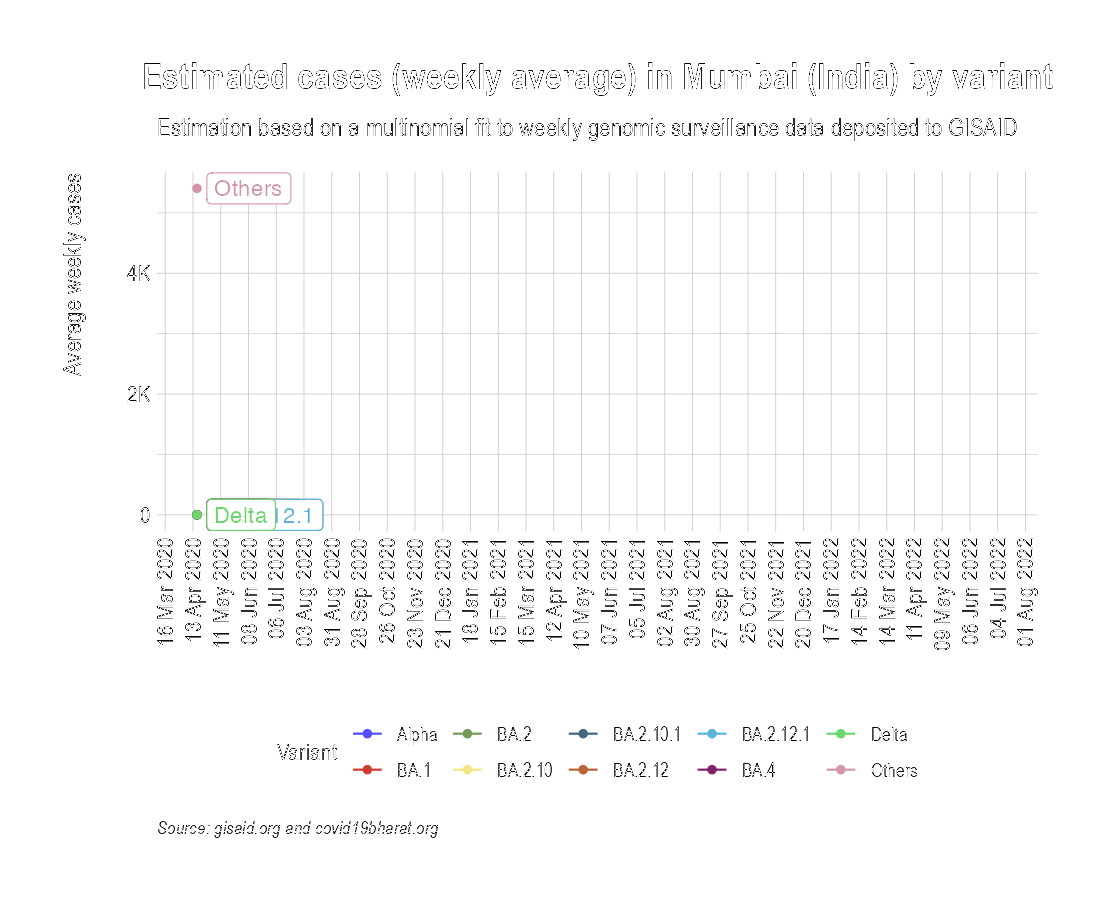 Estimated cases (weekly average) in Mumbai (India) by variant
Estimation based on a multinomial fit to weekly genomic surveillance data deposited to GISAID
Average weekly cases
Others
4K
2K
0
Delta
12.1
16 Mar 2020
13 Apr 2020
11 May 2020
08 Jun 2020
06 Jul 2020
03 Aug 2020
31 Aug 2020
28 Sep 2020
26 Oct 2020
23 Nov 2020
21 Dec 2020
18 Jan 2021
15 Feb 2021
15 Mar 2021
12 Apr 2021
10 May 2021
07 Jun 2021
05 Jul 2021
02 Aug 2021
30 Aug 2021
27 Sep 2021
25 Oct 2021
22 Nov 2021
20 Dec 2021
17 Jan 2022
14 Feb 2022
14 Mar 2022
11 Apr 2022
09 May 2022
06 Jun 2022
04 Jul 2022
01 Aug 2022
Variant
Alpha BA.2 BA.2.10.1 BA.2.12.1 Delta
BA.1 BA.2.10 BA.2.12 BA.4 Others
Source: gisaid.org and covid19bharat.org